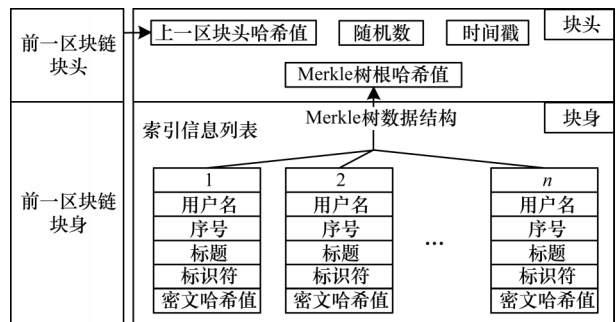 前一区块链
块头
上一区块头哈希值
随机数
时间戳
块头
Merkle树根哈希值
前一区块链
块身
索引信息列表
Merkle树数据结构
块身
1
用户名
序号
标题
标识符
密文哈希值
2
用户名
序号
标题
标识符
密文哈希值
...
n
用户名
序号
标题
标识符
密文哈希值